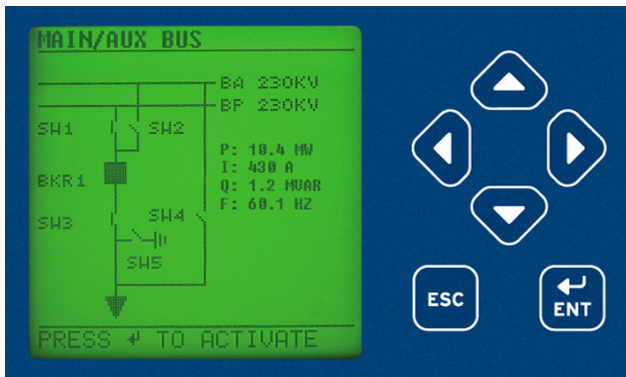 MAIN/AUX BUS
BA 230KV
BP 230KV
SW1 SW2
P: 10.4 MW
I: 430 A
BKR1
Q: 1.2 MVAR
F: 60.1 HZ
SW3 SW4
SW5
PRESS ↵ TO ACTIVATE
ESC
ENT